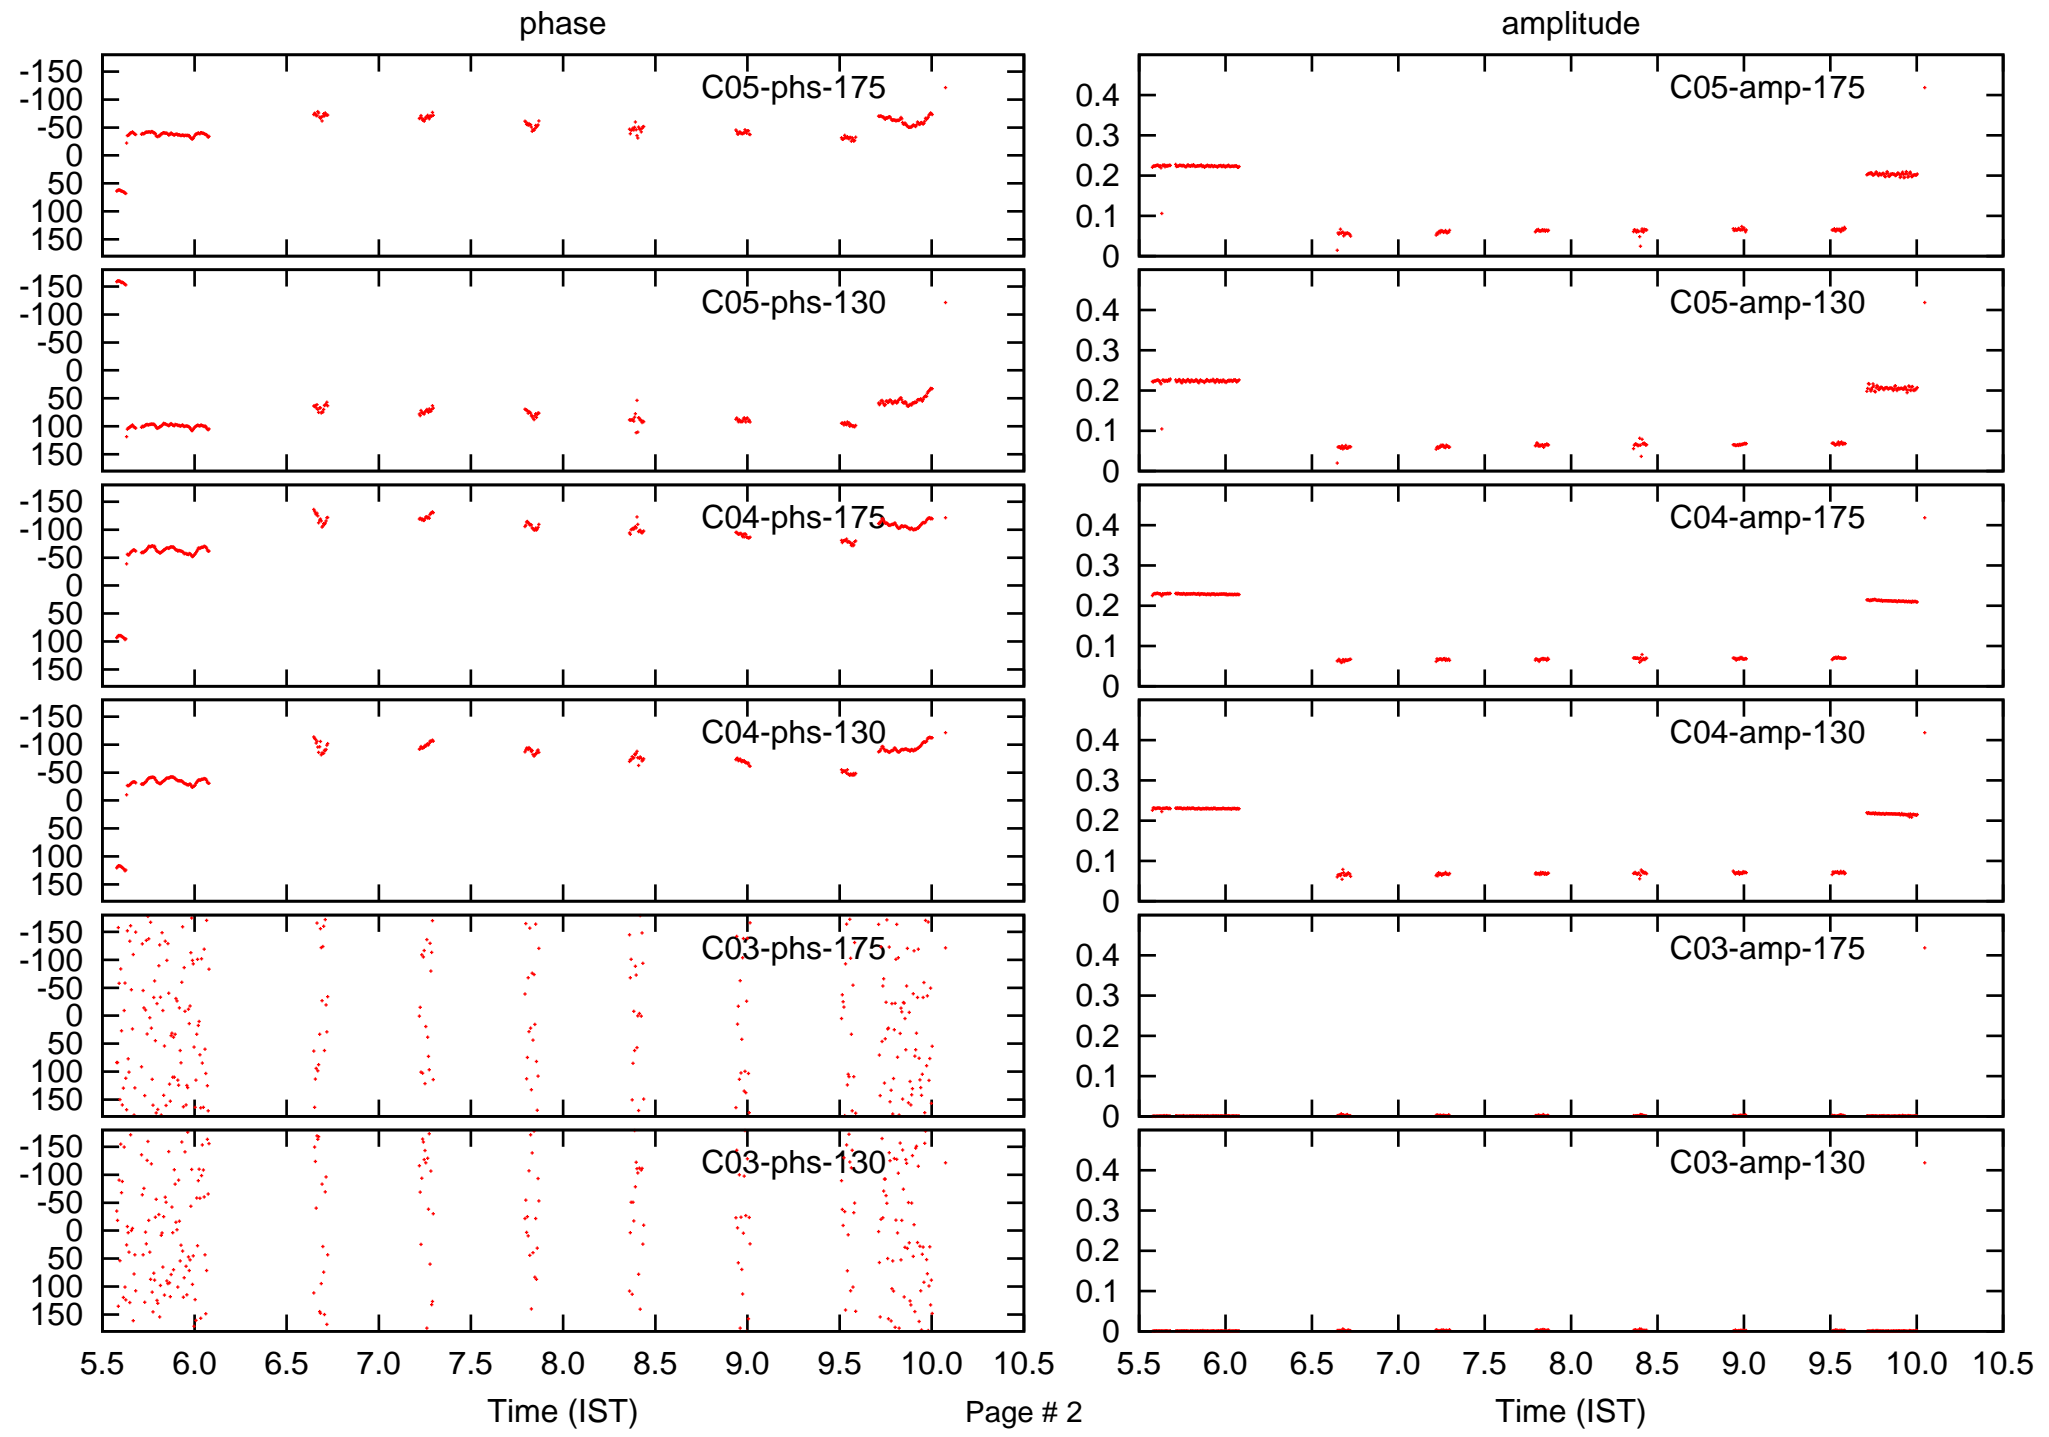 phase amplitude
-150 -100 -50 0 50 100 150 C05-phs-175 0.4 0.3 0.2 0.1 0 C05-amp-175
-150 -100 -50 0 50 100 150 C05-phs-130 0.4 0.3 0.2 0.1 0 C05-amp-130
-150 -100 -50 0 50 100 150 C04-phs-175 0.4 0.3 0.2 0.1 0 C04-amp-175
-150 -100 -50 0 50 100 150 C04-phs-130 0.4 0.3 0.2 0.1 0 C04-amp-130
-150 -100 -50 0 50 100 150 C03-phs-175 0.4 0.3 0.2 0.1 0 C03-amp-175
-150 -100 -50 0 50 100 150 C03-phs-130 0.4 0.3 0.2 0.1 0 C03-amp-130
5.5 6.0 6.5 7.0 7.5 8.0 8.5 9.0 9.5 10.0 10.5 5.5 6.0 6.5 7.0 7.5 8.0 8.5 9.0 9.5 10.0 10.5
Time (IST) Page # 2 Time (IST)